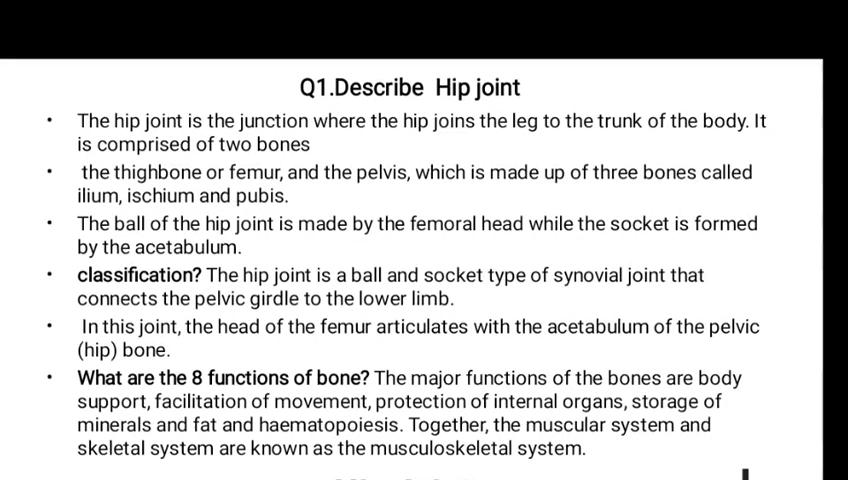 Q1.Describe Hip joint
• The hip joint is the junction where the hip joins the leg to the trunk of the body. It
is comprised of two bones
• the thighbone or femur, and the pelvis, which is made up of three bones called
ilium, ischium and pubis.
• The ball of the hip joint is made by the femoral head while the socket is formed
by the acetabulum.
• classification? The hip joint is a ball and socket type of synovial joint that
connects the pelvic girdle to the lower limb.
• In this joint, the head of the femur articulates with the acetabulum of the pelvic
(hip) bone.
• What are the 8 functions of bone? The major functions of the bones are body
support, facilitation of movement, protection of internal organs, storage of
minerals and fat and haematopoiesis. Together, the muscular system and
skeletal system are known as the musculoskeletal system.